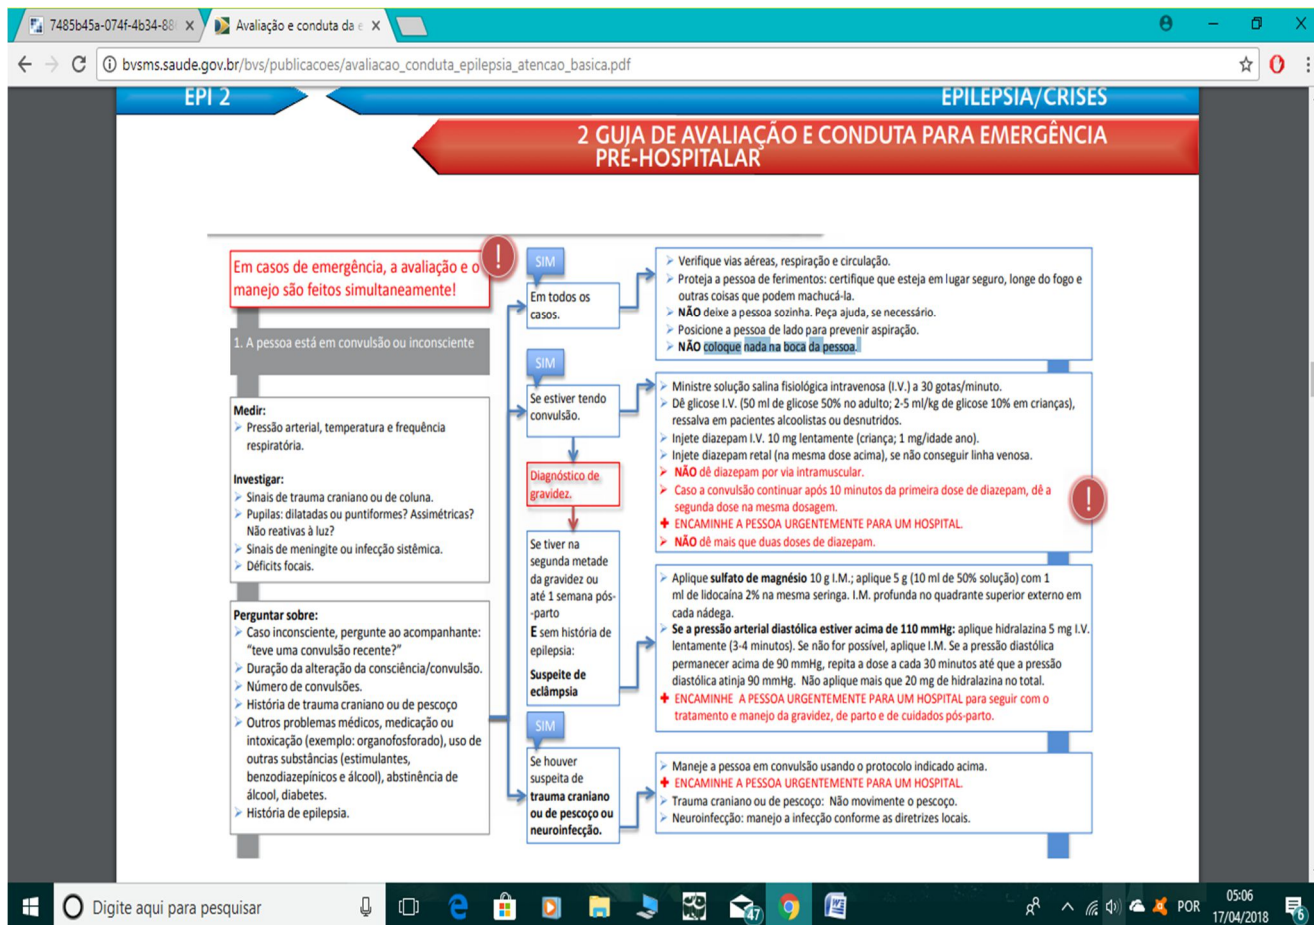 7485b45a-074f-4b34-88
Avaliação e conduta da e
bvsms.saude.gov.br/bvs/publicacoes/avaliacao_conduta_epilepsia_atencao_basica.pdf
EPI 2
EPILEPSIA/CRISES
2 GUIA DE AVALIAÇÃO E CONDUTA PARA EMERGÊNCIA
PRÉ-HOSPITALAR
Em casos de emergência, a avaliação e o
manejo são feitos simultaneamente!
!
1. A pessoa está em convulsão ou inconsciente
Medir:
Pressão arterial, temperatura e frequência
respiratória.
Investigar:
Sinais de trauma craniano ou de coluna.
Pupilas: dilatadas ou puntiformes? Assimétricas?
Não reativas à luz?
Sinais de meningite ou infecção sistêmica.
Déficits focais.
Perguntar sobre:
Caso inconsciente, pergunte ao acompanhante:
“teve uma convulsão recente?”
Duração da alteração da consciência/convulsão.
Número de convulsões.
História de trauma craniano ou de pescoço
Outros problemas médicos, medicação ou
intoxicação (exemplo: organofosforado), uso de
outras substâncias (estimulantes,
benzodiazepínicos e álcool), abstinência de
álcool, diabetes.
História de epilepsia.
SIM
Em todos os
casos.
Verifique vias aéreas, respiração e circulação.
Proteja a pessoa de ferimentos: certifique que esteja em lugar seguro, longe do fogo e
outras coisas que podem machucá-la.
NÃO deixe a pessoa sozinha. Peça ajuda, se necessário.
Posicione a pessoa de lado para prevenir aspiração.
NÃO coloque nada na boca da pessoa.
SIM
Se estiver tendo
convulsão.
Ministre solução salina fisiológica intravenosa (I.V.) a 30 gotas/minuto.
Dê glicose I.V. (50 ml de glicose 50% no adulto; 2-5 ml/kg de glicose 10% em crianças),
ressalva em pacientes alcoolistas ou desnutridos.
Injete diazepam I.V. 10 mg lentamente (criança; 1 mg/idade ano).
Injete diazepam retal (na mesma dose acima), se não conseguir linha venosa.
NÃO dê diazepam por via intramuscular.
Caso a convulsão continuar após 10 minutos da primeira dose de diazepam, dê a
segunda dose na mesma dosagem.
ENCAMINHE A PESSOA URGENTEMENTE PARA UM HOSPITAL.
NÃO dê mais que duas doses de diazepam.
!
Diagnóstico de
gravidez.
Se tiver na
segunda metade
da gravidez ou
até 1 semana pós-
-parto
E sem história de
epilepsia:
Suspeite de
eclâmpsia
Aplique sulfato de magnésio 10 g I.M.; aplique 5 g (10 ml de 50% solução) com 1
ml de lidocaína 2% na mesma seringa. I.M. profunda no quadrante superior externo em
cada nádega.
Se a pressão arterial diastólica estiver acima de 110 mmHg: aplique hidralazina 5 mg I.V.
lentamente (3-4 minutos). Se não for possível, aplique I.M. Se a pressão diastólica
permanecer acima de 90 mmHg, repita a dose a cada 30 minutos até que a pressão
diastólica atinja 90 mmHg. Não aplique mais que 20 mg de hidralazina no total.
ENCAMINHE A PESSOA URGENTEMENTE PARA UM HOSPITAL para seguir com o
tratamento e manejo da gravidez, de parto e de cuidados pós-parto.
SIM
Se houver
suspeita de
trauma craniano
ou de pescoço ou
neuroinfecção.
Maneje a pessoa em convulsão usando o protocolo indicado acima.
ENCAMINHE A PESSOA URGENTEMENTE PARA UM HOSPITAL.
Trauma craniano ou de pescoço: Não movimente o pescoço.
Neuroinfecção: manejo a infecção conforme as diretrizes locais.
Digite aqui para pesquisar
47
POR
05:06
17/04/2018
6